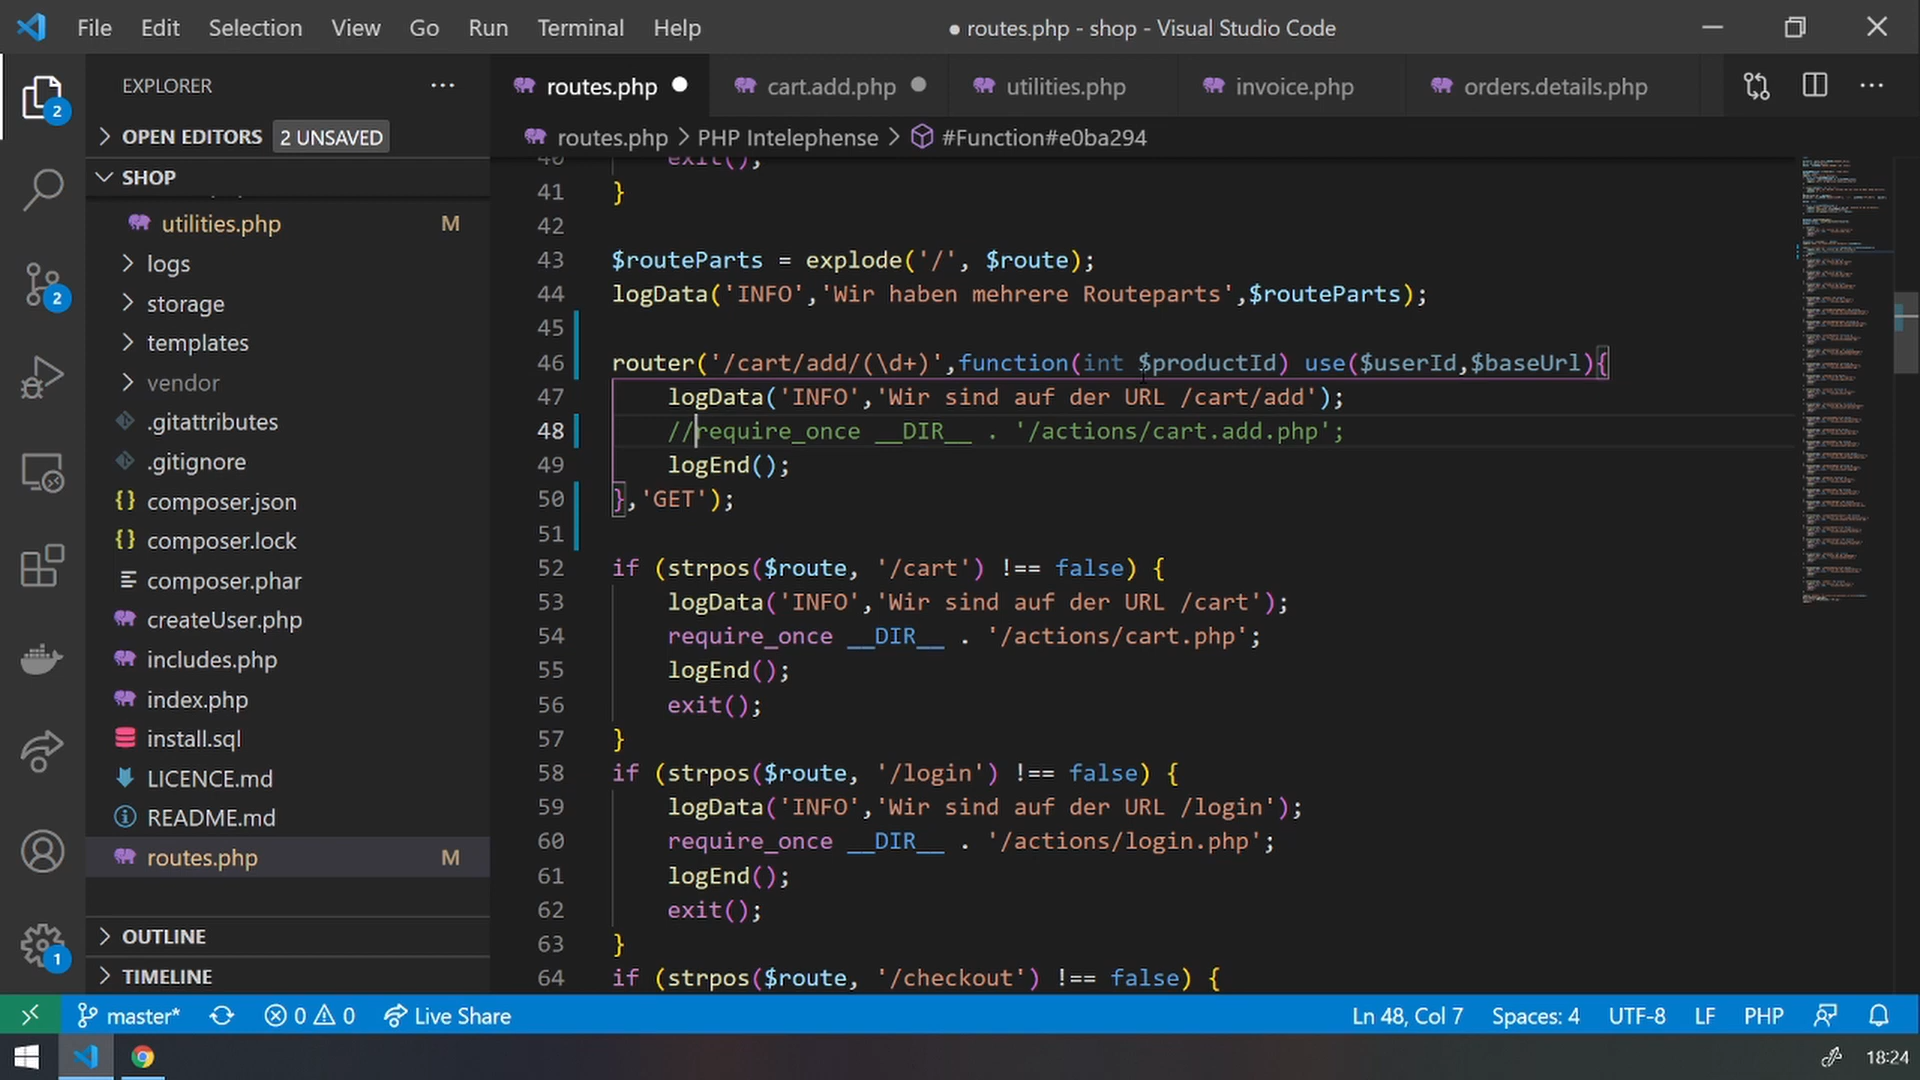 File Edit Selection View Go Run Terminal Help
● routes.php - shop - Visual Studio Code
EXPLORER
routes.php cart.add.php utilities.php invoice.php orders.details.php
2
OPEN EDITORS 2 UNSAVED
routes.php > PHP Intelephense > #Function#e0ba294
SHOP
utilities.php M
logs
2
storage
templates
vendor
.gitattributes
.gitignore
composer.json
composer.lock
composer.phar
createUser.php
includes.php
index.php
install.sql
LICENCE.md
README.md
routes.php M
OUTLINE
1
TIMELINE
40 exit();
41 }
42
43 $routeParts = explode('/', $route);
44 logData('INFO','Wir haben mehrere Routeparts',$routeParts);
45
46 router('/cart/add/(\d+)',function(int $productId) use($userId,$baseUrl){
47 logData('INFO','Wir sind auf der URL /cart/add');
48 //require_once __DIR__ . '/actions/cart.add.php';
49 logEnd();
50 },'GET');
51
52 if (strpos($route, '/cart') !== false) {
53 logData('INFO','Wir sind auf der URL /cart');
54 require_once __DIR__ . '/actions/cart.php';
55 logEnd();
56 exit();
57 }
58 if (strpos($route, '/login') !== false) {
59 logData('INFO','Wir sind auf der URL /login');
60 require_once __DIR__ . '/actions/login.php';
61 logEnd();
62 exit();
63 }
64 if (strpos($route, '/checkout') !== false) {
master* 0 0 Live Share Ln 48, Col 7 Spaces: 4 UTF-8 LF PHP
18:24